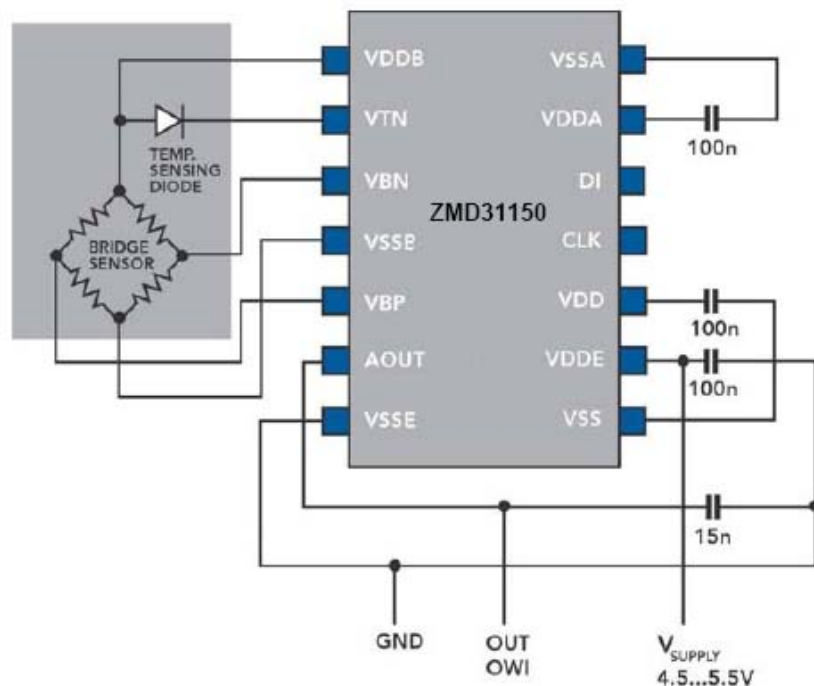 VDDB
VSSA
VTN
VDDA
TEMP.
SENSING
DIODE
100n
VBN
DI
ZMD31150
BRIDGE
SENSOR
VSSB
CLK
VBP
VDD
100n
AOUT
VDDE
100n
VSSE
VSS
15n
GND
OUT
OWI
VSUPPLY
4.5...5.5V